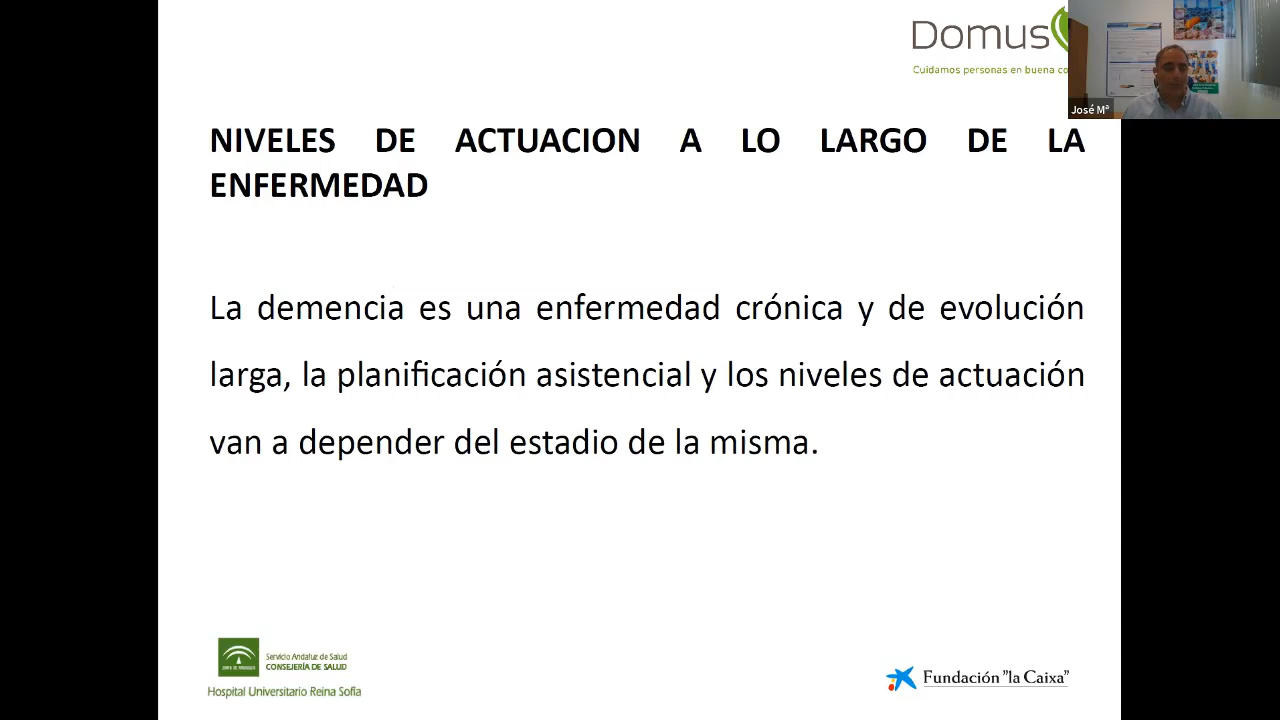 Domus
Cuidamos personas en buena co
José Mª
NIVELES DE ACTUACION A LO LARGO DE LA
ENFERMEDAD
La demencia es una enfermedad crónica y de evolución
larga, la planificación asistencial y los niveles de actuación
van a depender del estadio de la misma.
Servicio Andaluz de Salud
CONSEJERÍA DE SALUD
Hospital Universitario Reina Sofía
Fundación "la Caixa"